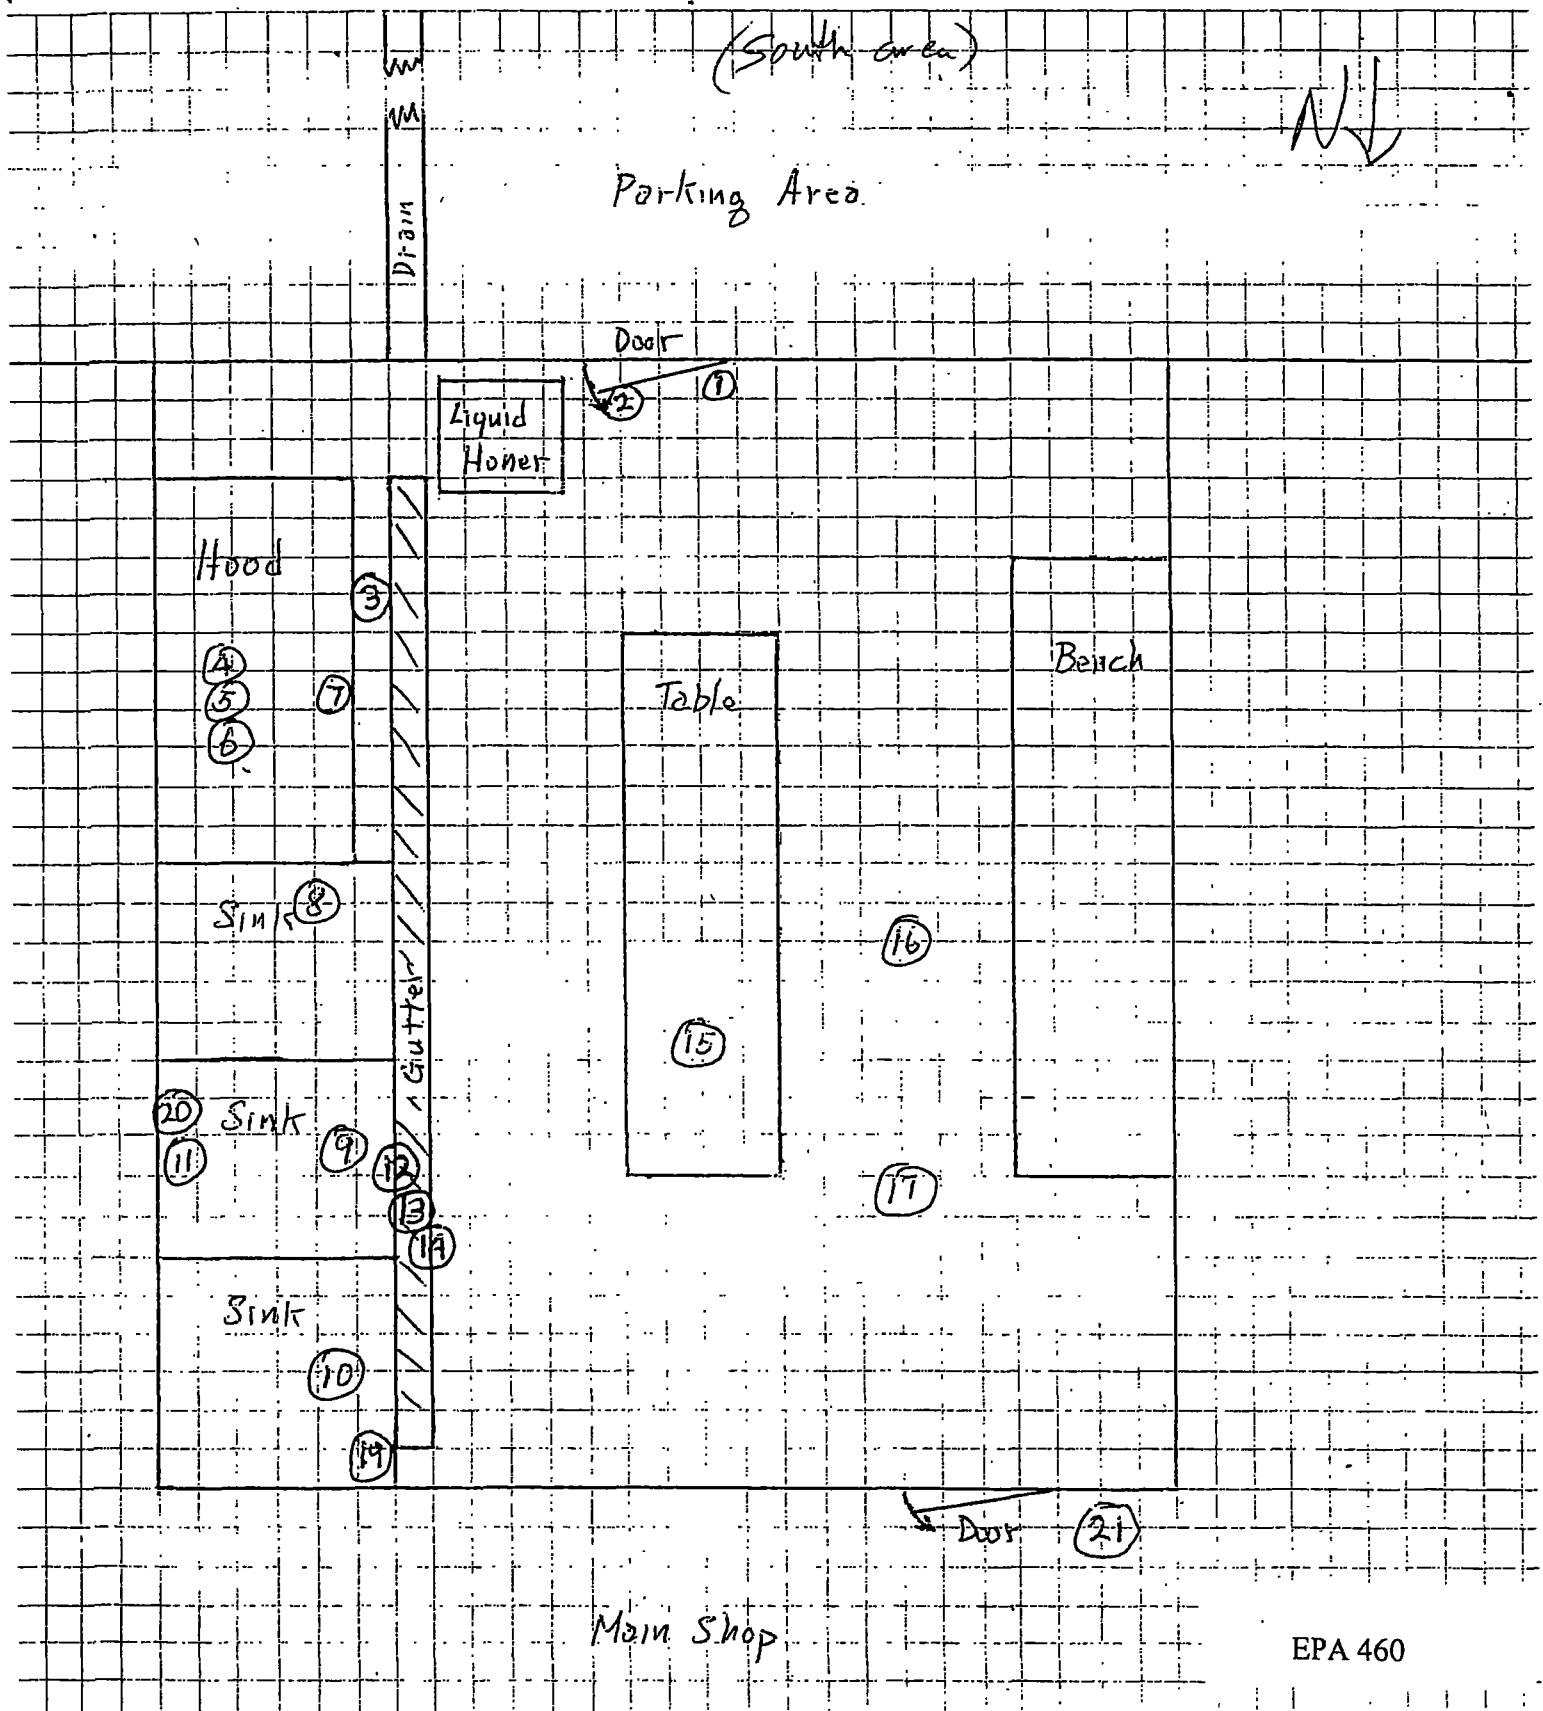 (South area)
N
Parking Area
Drain
Door
1
2
Liquid
Honer
Hood
3
4
5
6
7
Table
Bench
Sink
8
16
Gutter
15
20
Sink
9
11
12
13
14
17
Sink
10
19
Door
21
Main Shop
EPA 460